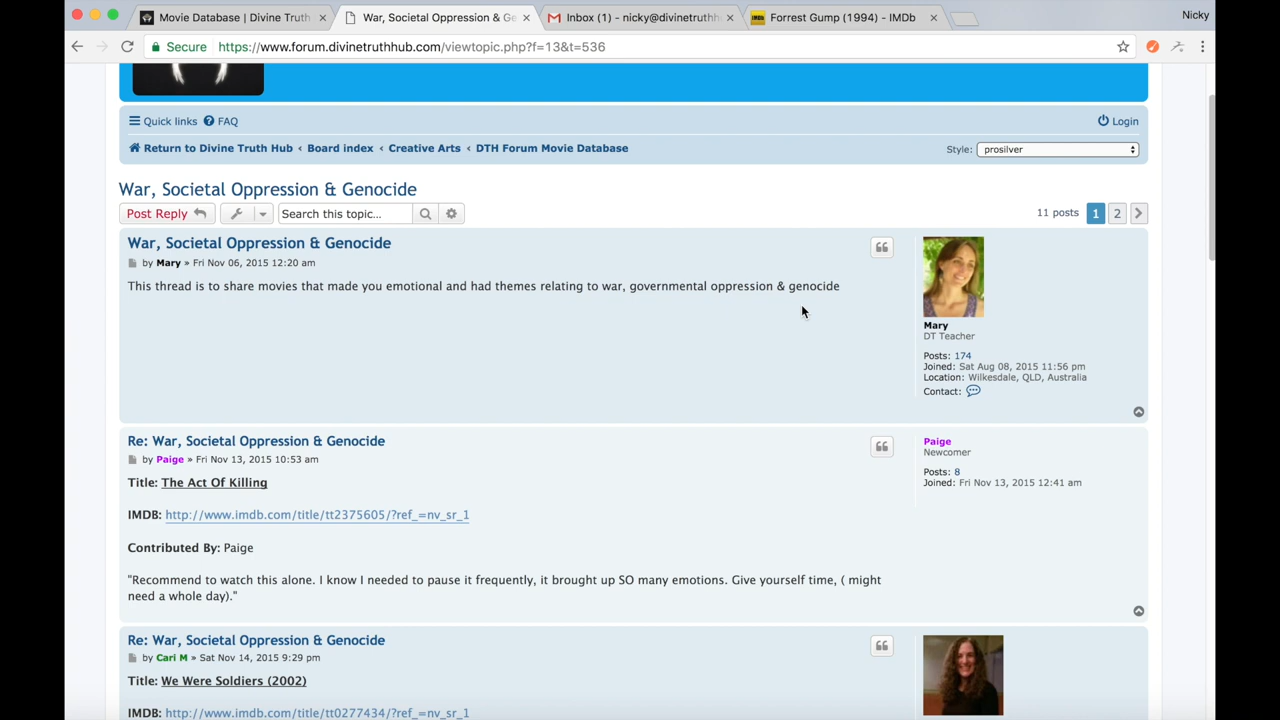 Movie Database | Divine Truth
War, Societal Oppression & Ge
Inbox (1) - nicky@divinetruthh
IMDb Forrest Gump (1994) - IMDb
Nicky
Secure https://www.forum.divinetruthhub.com/viewtopic.php?f=13&t=536
Quick links FAQ
Login
Return to Divine Truth Hub ‹ Board index ‹ Creative Arts ‹ DTH Forum Movie Database
Style: prosilver
War, Societal Oppression & Genocide
Post Reply
Search this topic...
11 posts 1 2
War, Societal Oppression & Genocide
by Mary » Fri Nov 06, 2015 12:20 am
This thread is to share movies that made you emotional and had themes relating to war, governmental oppression & genocide
Mary
DT Teacher
Posts: 174
Joined: Sat Aug 08, 2015 11:56 pm
Location: Wilkesdale, QLD, Australia
Contact:
Re: War, Societal Oppression & Genocide
by Paige » Fri Nov 13, 2015 10:53 am
Title: The Act Of Killing
IMDB: http://www.imdb.com/title/tt2375605/?ref_=nv_sr_1
Contributed By: Paige
"Recommend to watch this alone. I know I needed to pause it frequently, it brought up SO many emotions. Give yourself time, ( might
need a whole day)."
Paige
Newcomer
Posts: 8
Joined: Fri Nov 13, 2015 12:41 am
Re: War, Societal Oppression & Genocide
by Cari M » Sat Nov 14, 2015 9:29 pm
Title: We Were Soldiers (2002)
IMDB: http://www.imdb.com/title/tt0277434/?ref_=nv_sr_1